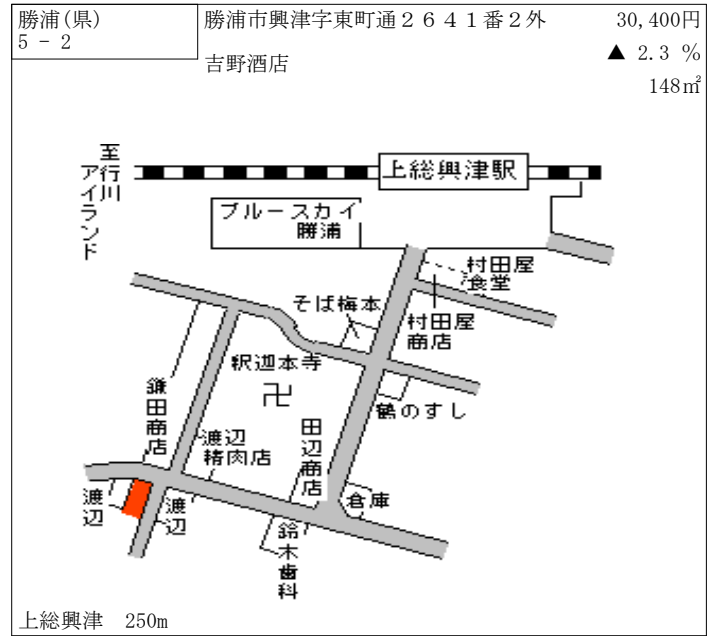 勝浦(県)
5 - 2
勝浦市興津字東町通２６４１番２外
吉野酒店
30,400円
▲ 2.3 %
148㎡
至行川
アイランド
上総興津駅
ブルースカイ
勝浦
村田屋
食堂
そば梅本
村田屋
商店
釈迦本寺
卍
鶴のすし
鎌田商店
渡辺
精肉店
田辺商店
倉庫
渡辺
渡辺
鈴木歯科
上総興津　250m